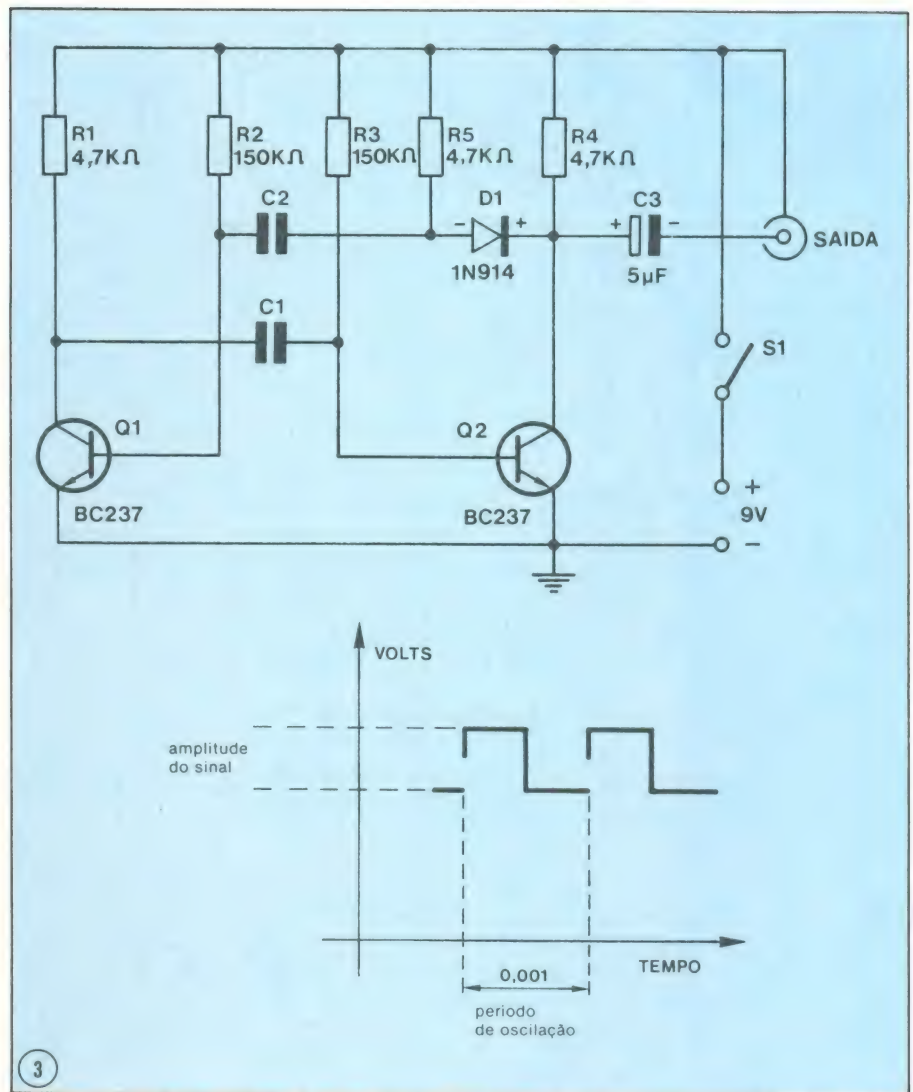 R1
4,7KΩ
R2
150KΩ
R3
150KΩ
R5
4,7KΩ
R4
4,7KΩ
C2
D1
- +
1N914
C3
+ -
5µF
SAIDA
C1
S1
Q1
BC237
Q2
BC237
+
9V
-
VOLTS
amplitude
do sinal
0,001
TEMPO
periodo
de oscilação
3